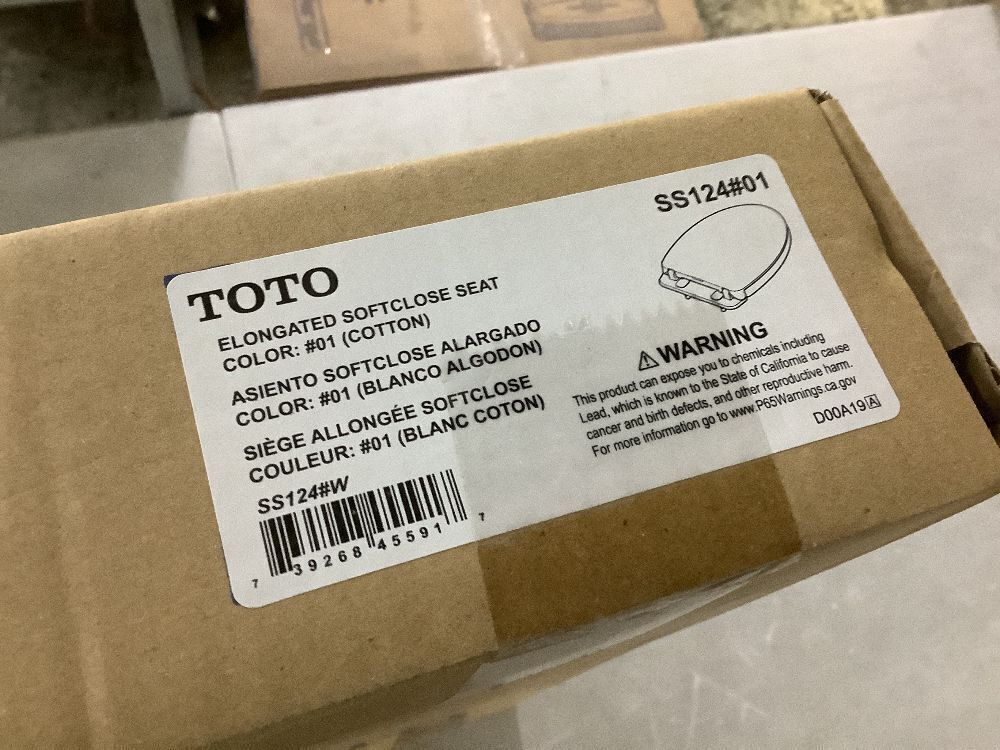 SS124#01
TOTO
ELONGATED SOFTCLOSE SEAT
COLOR: #01 (COTTON)
ASIENTO SOFTCLOSE ALARGADO
COLOR: #01 (BLANCO ALGODON)
SIÈGE ALLONGÉE SOFTCLOSE
COULEUR: #01 (BLANC COTON)
SS124#W
7 39268 45591 7
⚠WARNING
This product can expose you to chemicals including
Lead, which is known to the State of California to cause
cancer and birth defects, and other reproductive harm.
For more information go to www.P65Warnings.ca.gov
D00A19 A